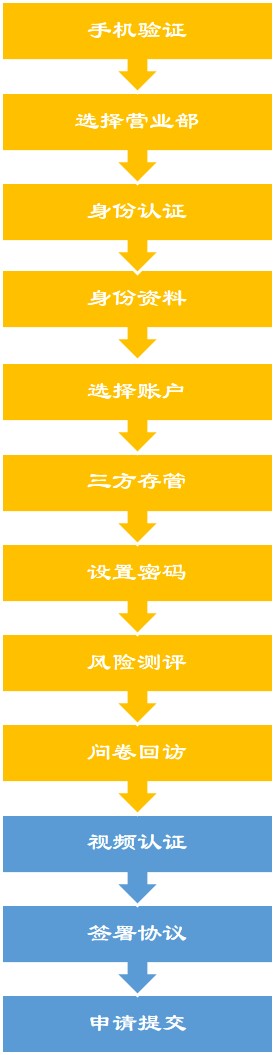 手机验证
选择营业部
身份认证
身份资料
选择账户
三方存管
设置密码
风险测评
问卷回访
视频认证
签署协议
申请提交